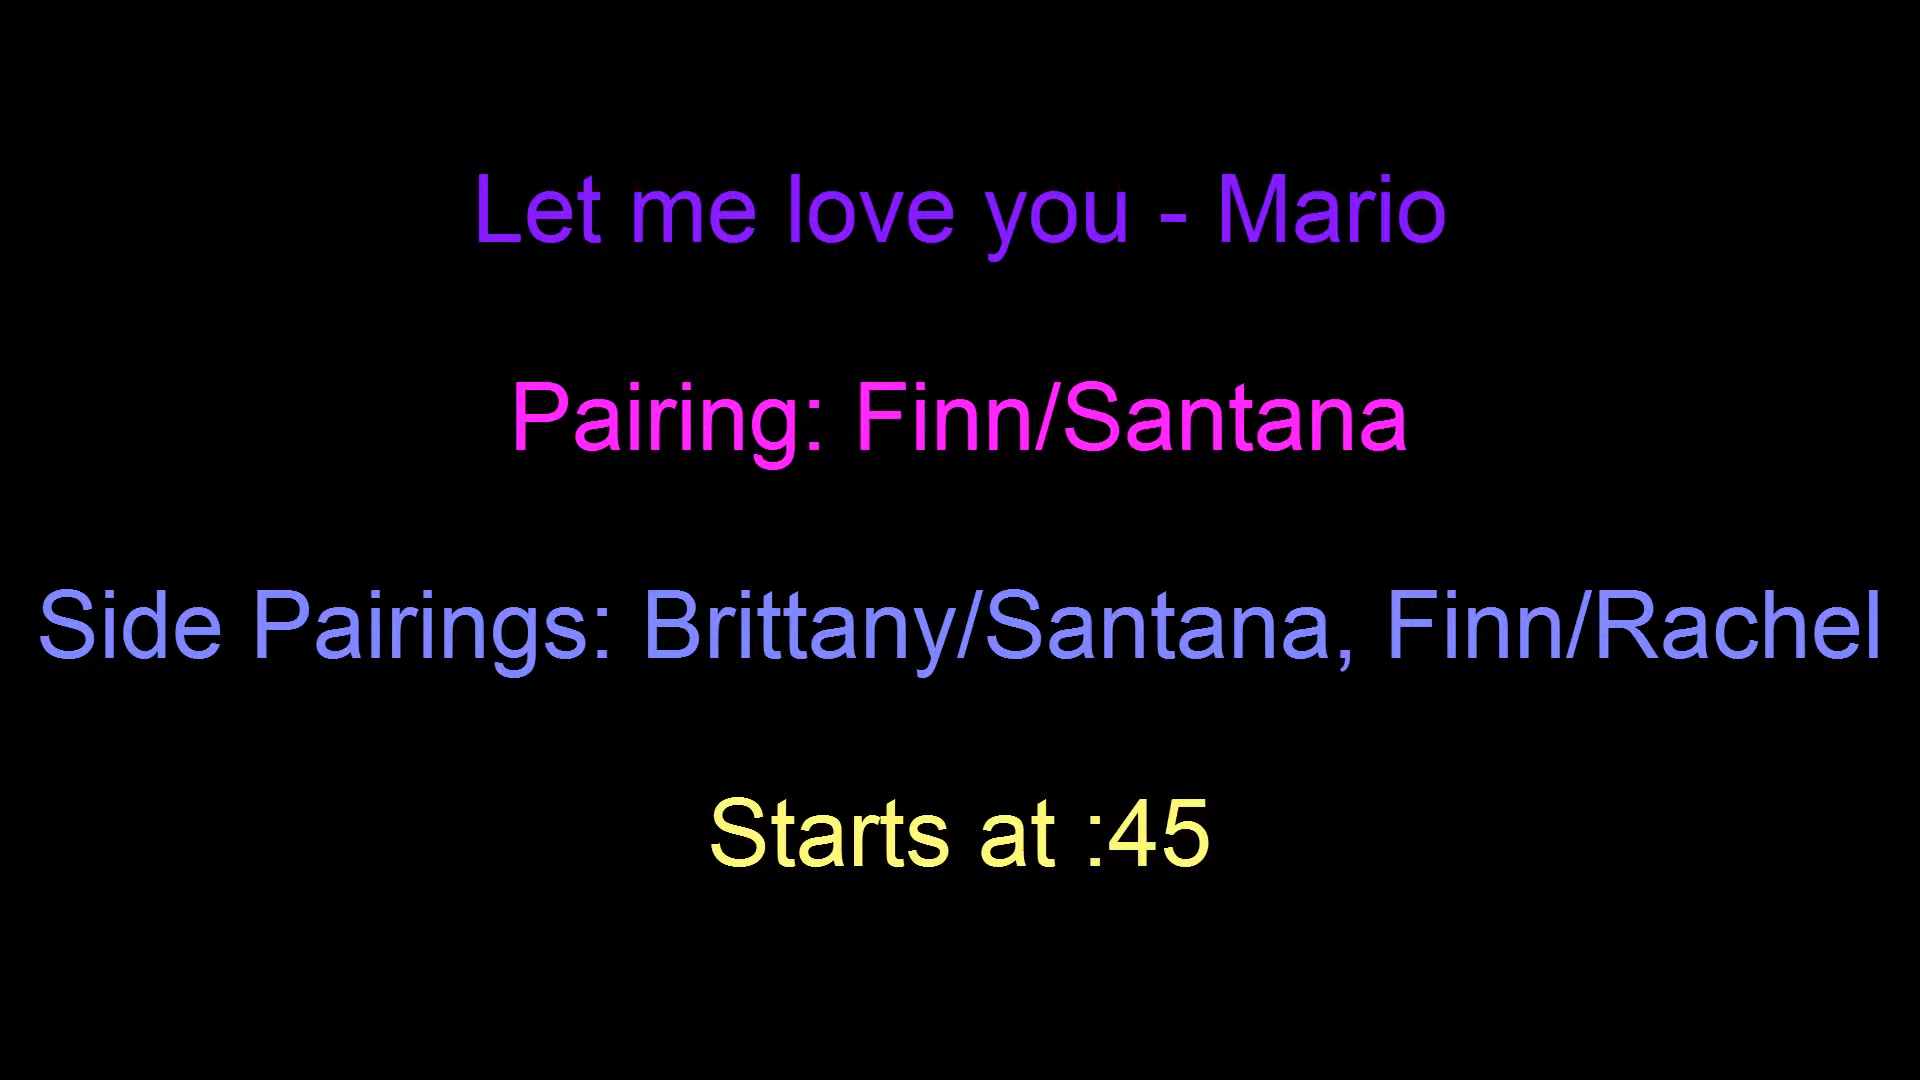 Let me love you - Mario
Pairing: Finn/Santana
Side Pairings: Brittany/Santana, Finn/Rachel
Starts at :45